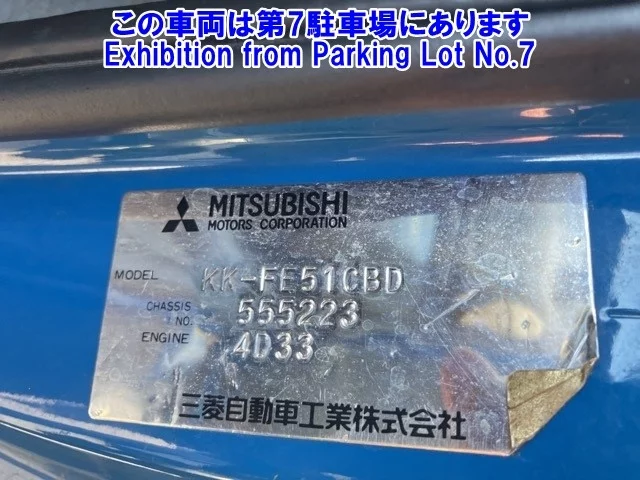 この車両は第7駐車場にあります
Exhibition from Parking Lot No.7
MITSUBISHI
MOTORS CORPORATION
MODEL KK-FE51CBD
CHASSIS NO. 555223
ENGINE 4D33
三菱自動車工業株式会社